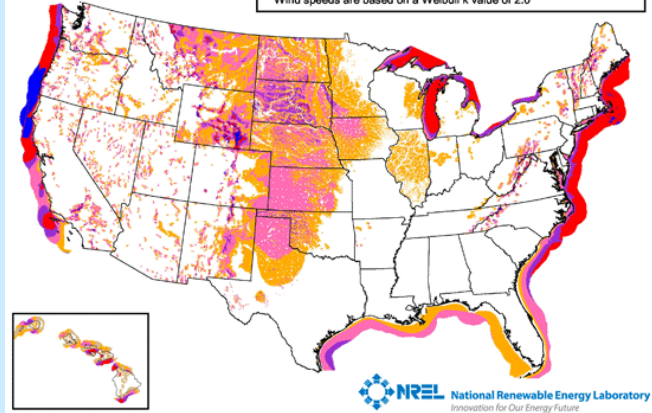 Wind speeds are based on a Weibull k value of 2.0
NREL National Renewable Energy Laboratory
Innovation for Our Energy Future